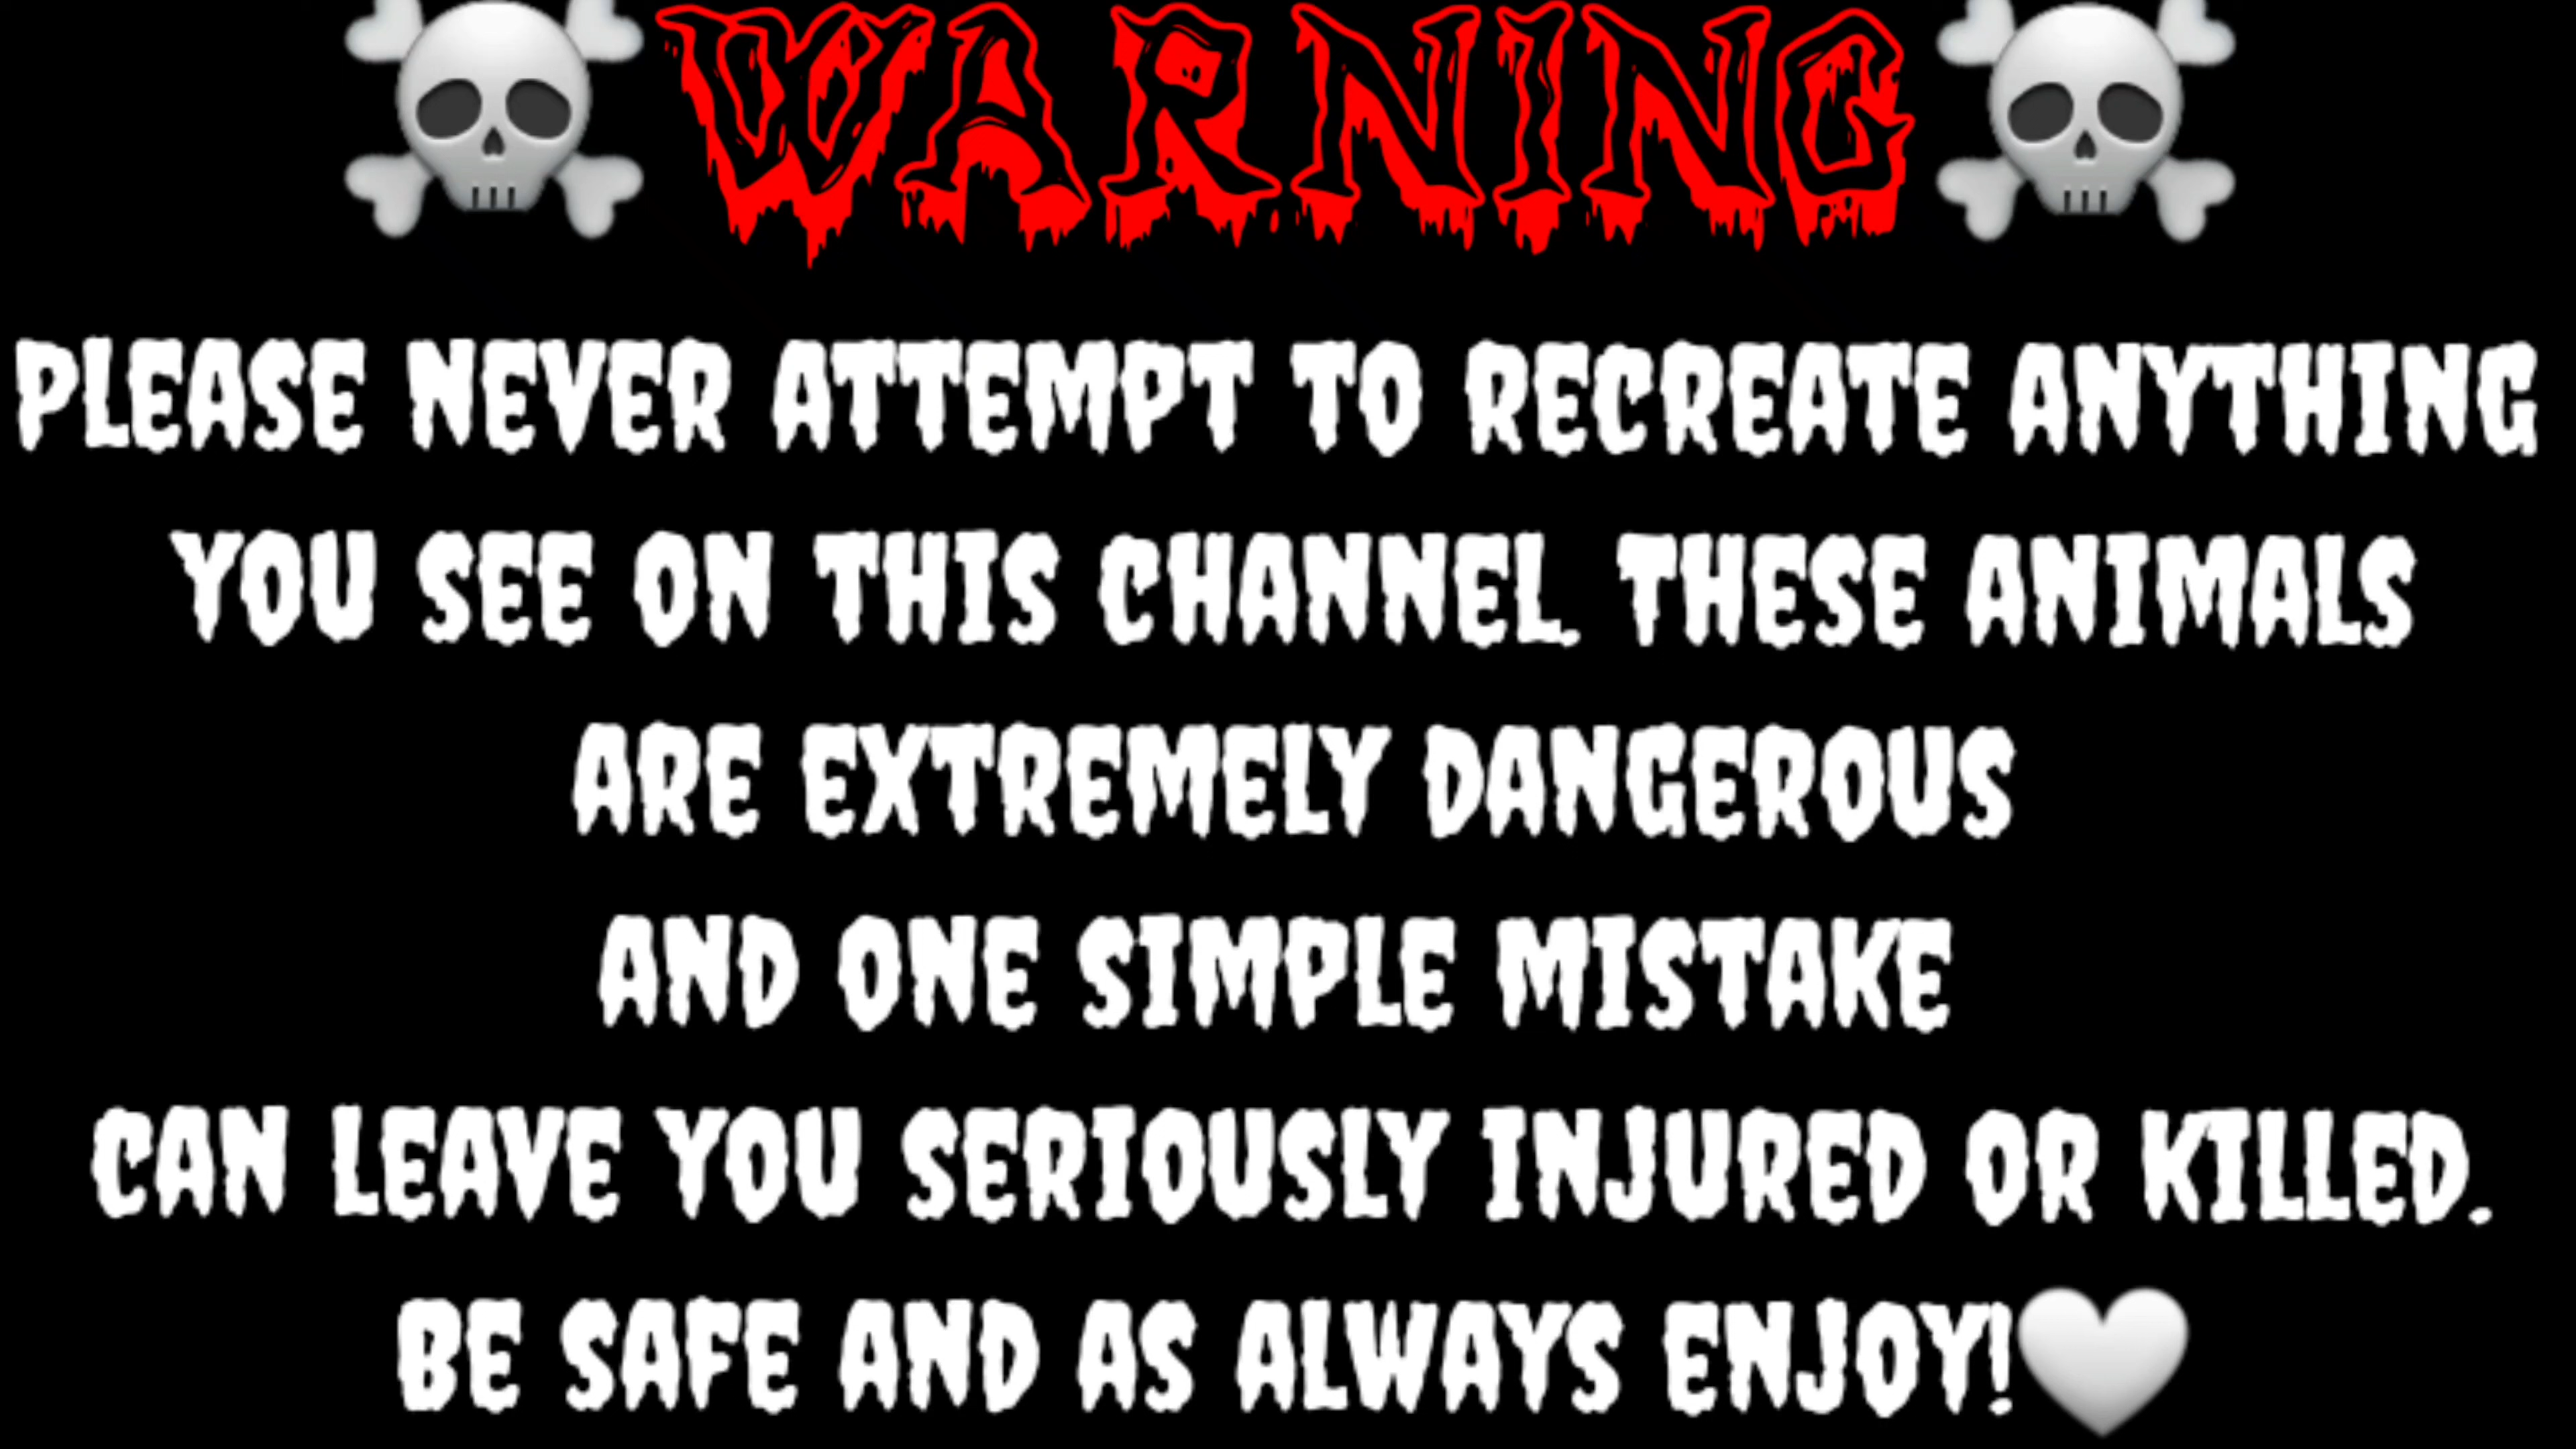 ☠️WARNING☠️
PLEASE NEVER ATTEMPT TO RECREATE ANYTHING
YOU SEE ON THIS CHANNEL. THESE ANIMALS
ARE EXTREMELY DANGEROUS
AND ONE SIMPLE MISTAKE
CAN LEAVE YOU SERIOUSLY INJURED OR KILLED.
BE SAFE AND AS ALWAYS ENJOY!🤍